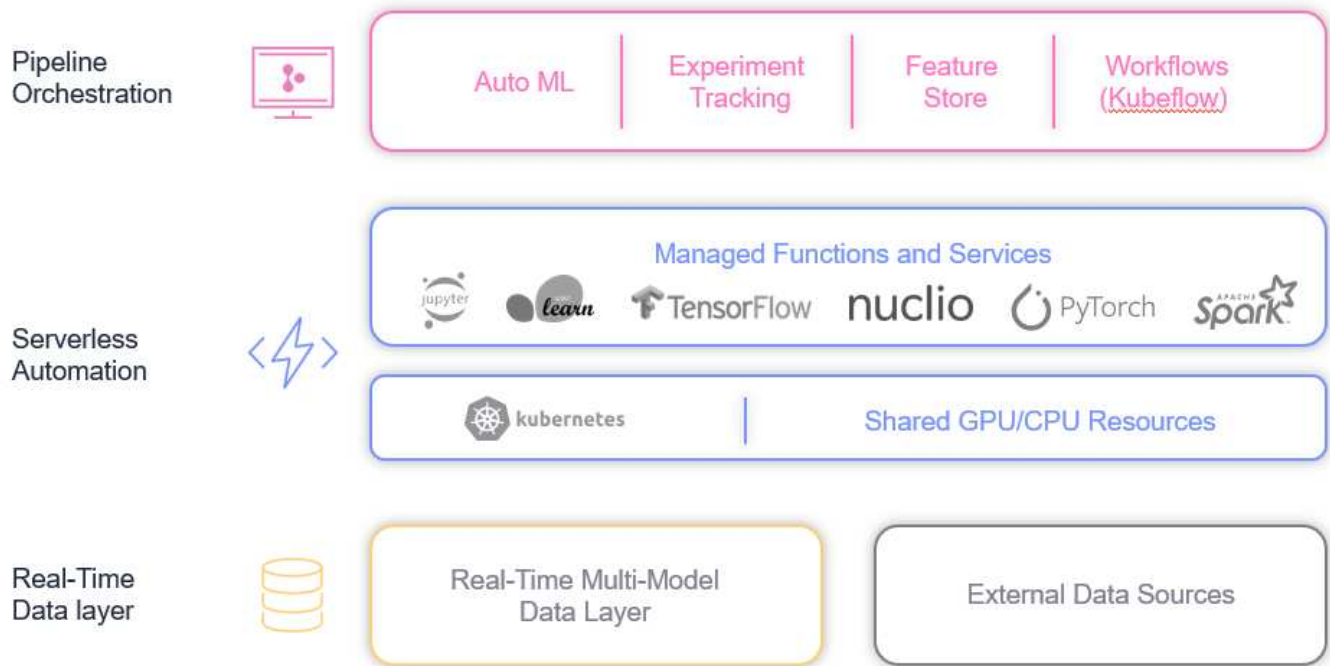 Pipeline
Orchestration
Auto ML
Experiment
Tracking
Feature
Store
Workflows
(Kubeflow)
Serverless
Automation
Managed Functions and Services
jupyter
learn
TensorFlow
nuclio
PyTorch
APACHE
Spark
kubernetes
Shared GPU/CPU Resources
Real-Time
Data layer
Real-Time Multi-Model
Data Layer
External Data Sources